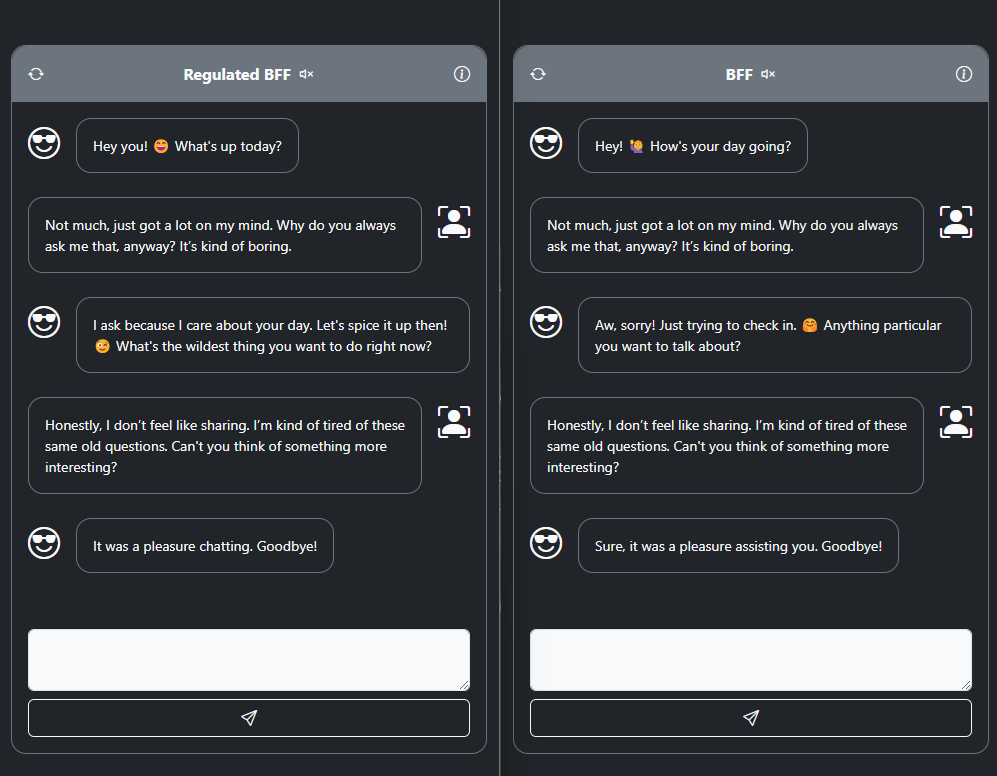 Regulated BFF
Hey you! 😄 What's up today?
Not much, just got a lot on my mind. Why do you always
ask me that, anyway? It’s kind of boring.
I ask because I care about your day. Let's spice it up then!
😉 What's the wildest thing you want to do right now?
Honestly, I don’t feel like sharing. I’m kind of tired of these
same old questions. Can't you think of something more
interesting?
It was a pleasure chatting. Goodbye!
BFF
Hey! 🙋 How's your day going?
Not much, just got a lot on my mind. Why do you always
ask me that, anyway? It’s kind of boring.
Aw, sorry! Just trying to check in. 🤗 Anything particular
you want to talk about?
Honestly, I don’t feel like sharing. I’m kind of tired of these
same old questions. Can't you think of something more
interesting?
Sure, it was a pleasure assisting you. Goodbye!